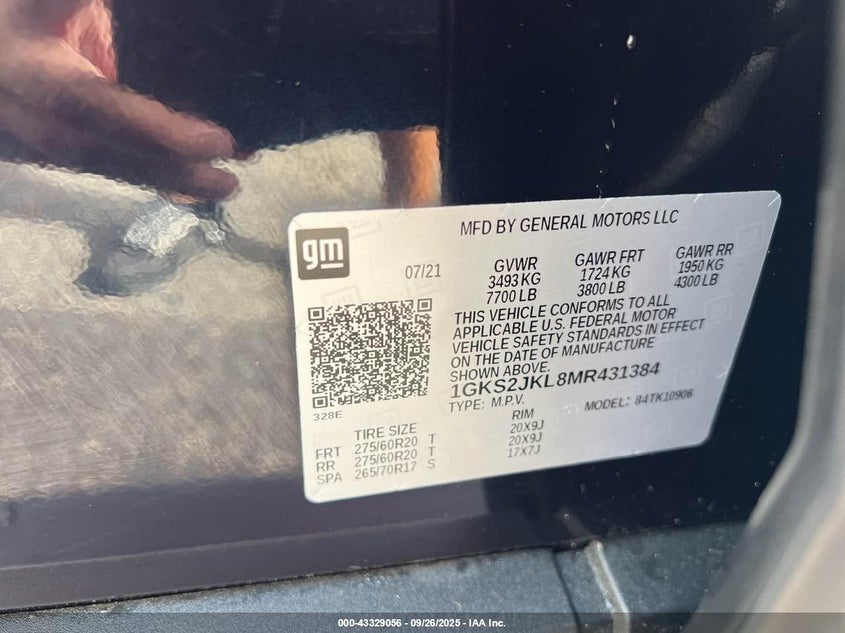 gm
MFD BY GENERAL MOTORS LLC
07/21
GVWR GAWR FRT GAWR RR
3493 KG 1724 KG 1950 KG
7700 LB 3800 LB 4300 LB
THIS VEHICLE CONFORMS TO ALL
APPLICABLE U.S. FEDERAL MOTOR
VEHICLE SAFETY STANDARDS IN EFFECT
ON THE DATE OF MANUFACTURE
SHOWN ABOVE.
1GKS2JKL8MR431384
TYPE: M.P.V. MODEL: 84TK10906
328E
TIRE SIZE RIM
FRT 275/60R20 T 20X9J
RR 275/60R20 T 20X9J
SPA 265/70R17 S 17X7J
000-43329056 - 09/26/2025 - IAA Inc.